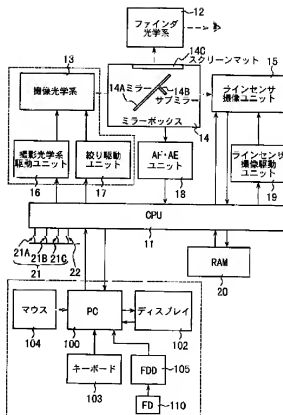 12
ファインダ
光学系
14C
スクリーンマット
15
ラインセンサ
撮像ユニット
13
撮像光学系
14Aミラー
14B
サブミラー
ミラーボックス
14
撮影光学系
駆動ユニット
絞り駆動
ユニット
AF・AE
ユニット
ラインセンサ
撮像駆動
ユニット
16
17
18
19
CPU
11
21A
21B
21C
21
22
RAM
20
マウス
104
PC
100
ディスプレイ
102
キーボード
103
FDD
105
FD
110